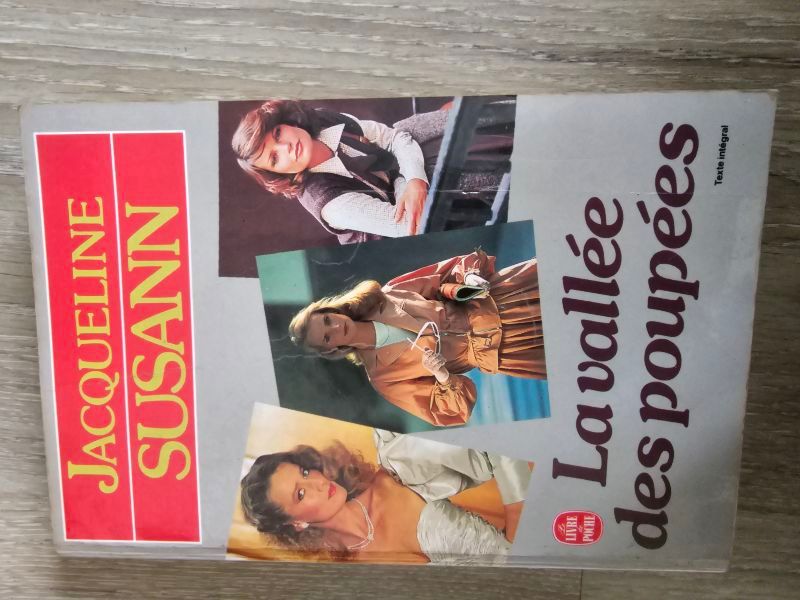 JACQUELINE
SUSANN
La vallée
des poupées
Texte intégral
Le
LIVRE
de
POCHE